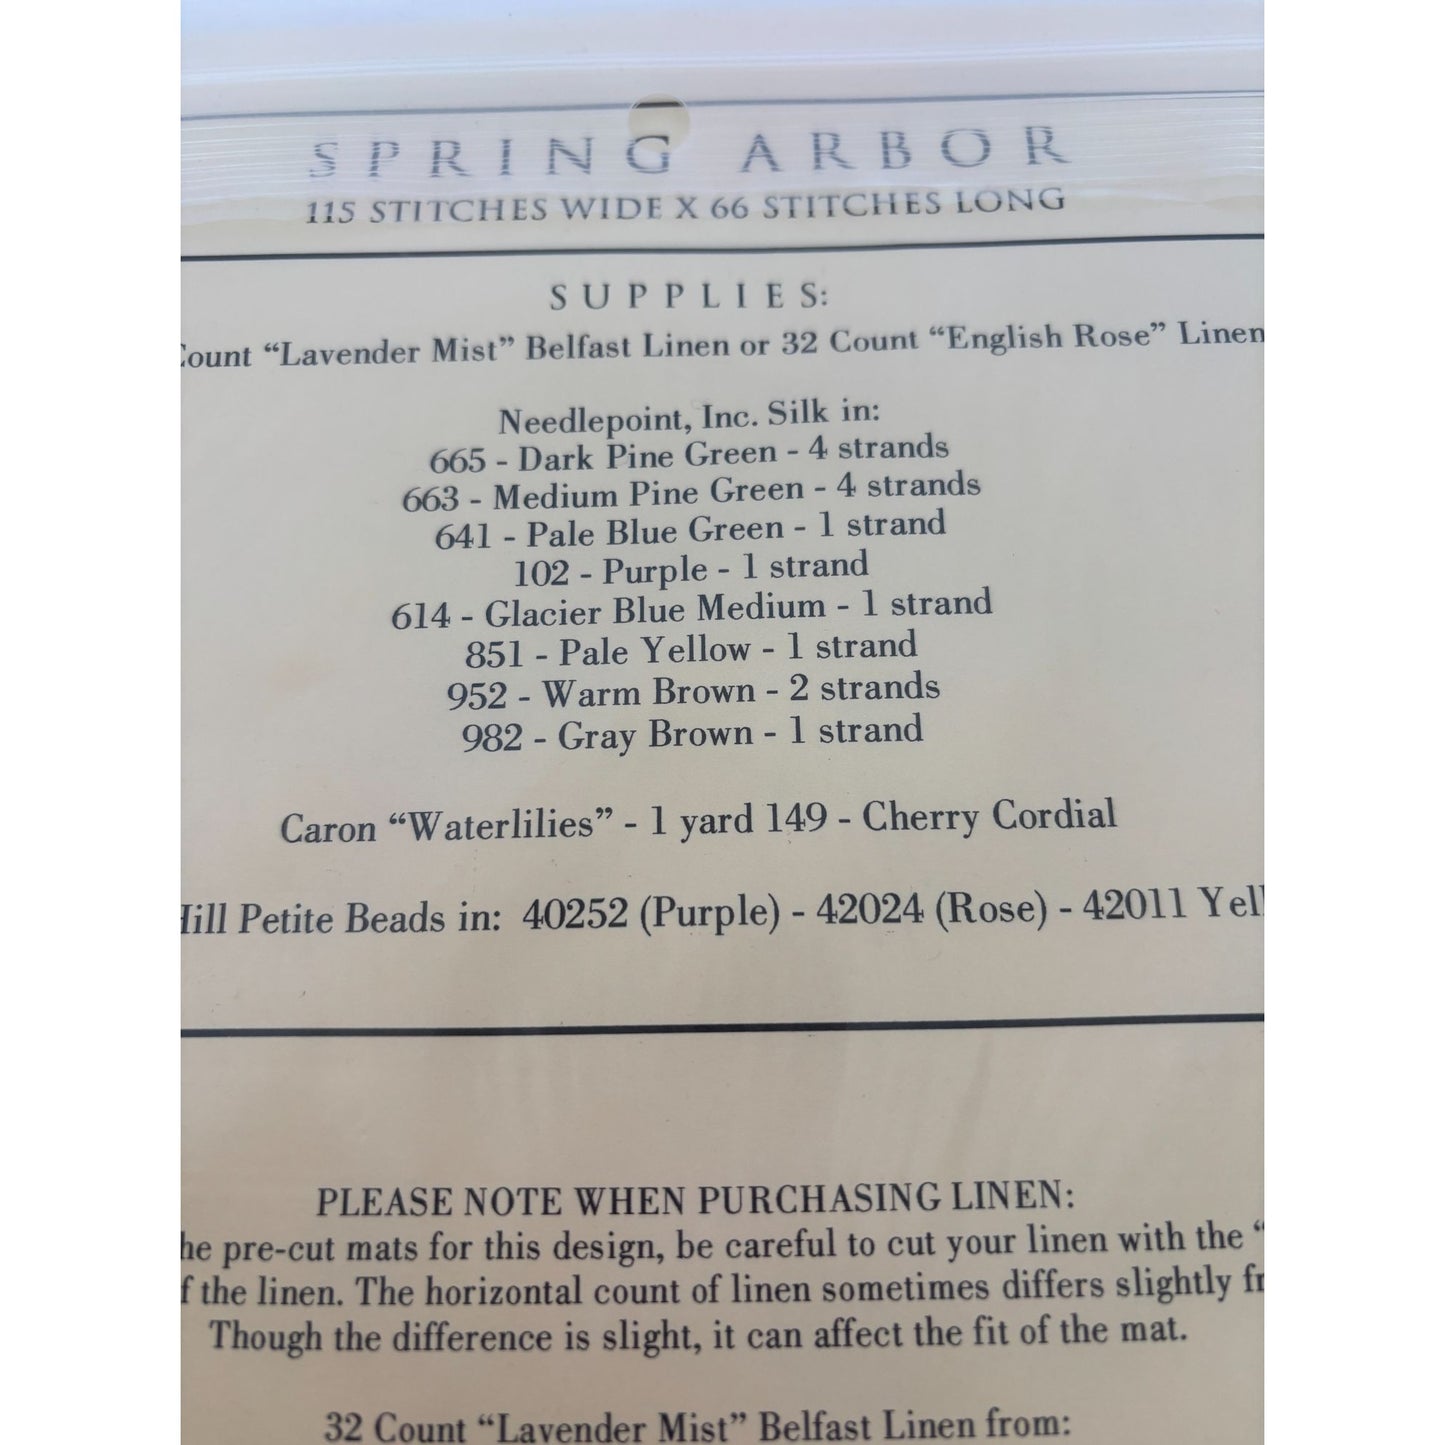 SPRING ARBOR
115 STITCHES WIDE X 66 STITCHES LONG
SUPPLIES:
Count “Lavender Mist” Belfast Linen or 32 Count “English Rose” Linen
Needlepoint, Inc. Silk in:
665 - Dark Pine Green - 4 strands
663 - Medium Pine Green - 4 strands
641 - Pale Blue Green - 1 strand
102 - Purple - 1 strand
614 - Glacier Blue Medium - 1 strand
851 - Pale Yellow - 1 strand
952 - Warm Brown - 2 strands
982 - Gray Brown - 1 strand
Caron “Waterlilies” - 1 yard 149 - Cherry Cordial
Hill Petite Beads in: 40252 (Purple) - 42024 (Rose) - 42011 Yell
PLEASE NOTE WHEN PURCHASING LINEN:
he pre-cut mats for this design, be careful to cut your linen with the “
f the linen. The horizontal count of linen sometimes differs slightly fr
Though the difference is slight, it can affect the fit of the mat.
32 Count “Lavender Mist” Belfast Linen from: